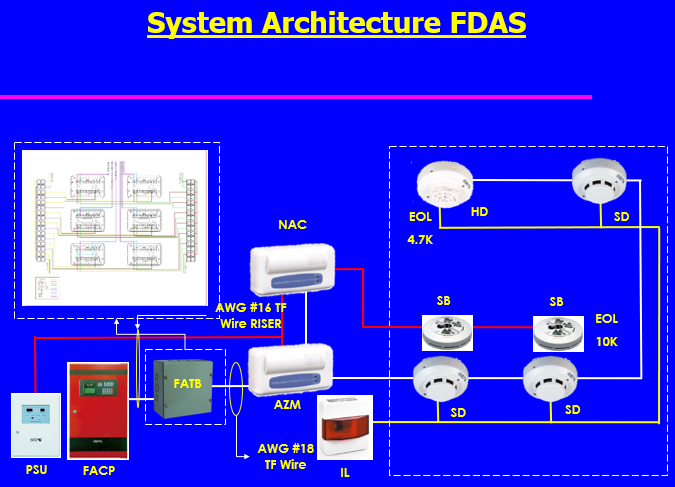 System Architecture FDAS
NAC
EOL
HD
SD
4.7K
AWG #16 TF
Wire RISER
SB
SB
EOL
10K
FATB
AZM
SD
SD
AWG #18
TF Wire
PSU
FACP
IL